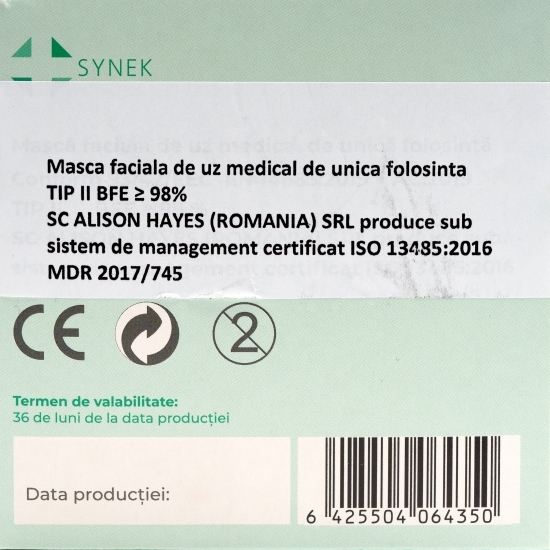 SYNEK
Masca faciala de uz medical de unica folosinta
TIP II BFE ≥ 98%
SC ALISON HAYES (ROMANIA) SRL produce sub
sistem de management certificat ISO 13485:2016
MDR 2017/745
CE
2
Termen de valabilitate:
36 de luni de la data producției
Data producției:
6 425504 064350